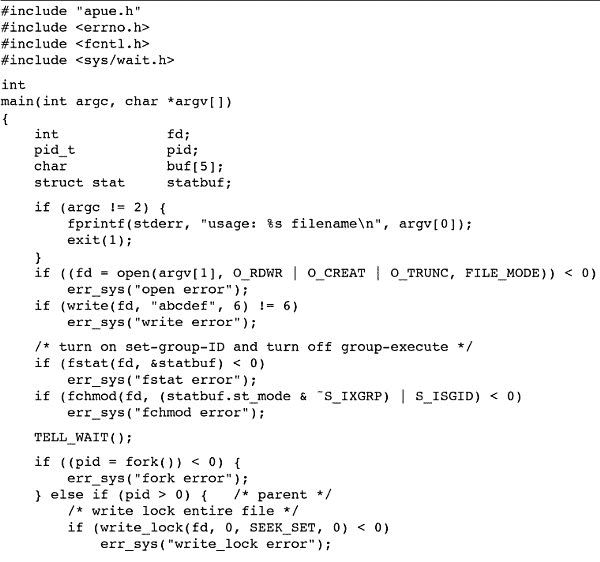 #include "apue.h"
#include <errno.h>
#include <fcntl.h>
#include <sys/wait.h>
int
main(int argc, char *argv[])
{
    int             fd;
    pid_t           pid;
    char            buf[5];
    struct stat     statbuf;
    if (argc != 2) {
        fprintf(stderr, "usage: %s filename\n", argv[0]);
        exit(1);
    }
    if ((fd = open(argv[1], O_RDWR | O_CREAT | O_TRUNC, FILE_MODE)) < 0)
        err_sys("open error");
    if (write(fd, "abcdef", 6) != 6)
        err_sys("write error");
    /* turn on set-group-ID and turn off group-execute */
    if (fstat(fd, &statbuf) < 0)
        err_sys("fstat error");
    if (fchmod(fd, (statbuf.st_mode & ~S_IXGRP) | S_ISGID) < 0)
        err_sys("fchmod error");
    TELL_WAIT();
    if ((pid = fork()) < 0) {
        err_sys("fork error");
    } else if (pid > 0) {   /* parent */
        /* write lock entire file */
        if (write_lock(fd, 0, SEEK_SET, 0) < 0)
            err_sys("write_lock error");